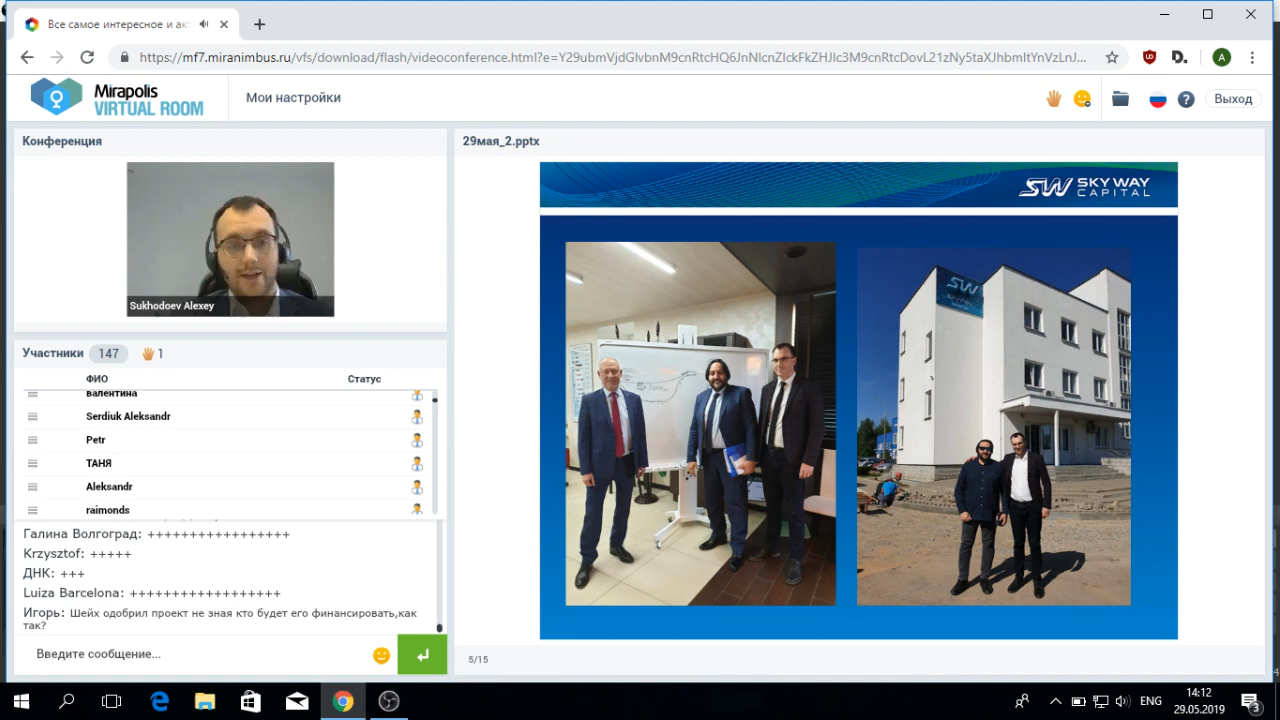 Все самое интересное и ак
https://mf7.miranimbus.ru/vfs/download/flash/videoconference.html?e=Y29ubmVjdGlvbnM9cnRtcHQ6JnNlcnZlckFkZHJlc3M9cnRtcDovL21zNy5taXJhbmltYnVzLnJ...
UD
D.
A
Mirapolis
VIRTUAL ROOM
Мои настройки
?
Выход
Конференция
29мая_2.pptx
Sukhodoev Alexey
SW SKY WAY
CAPITAL
SW
Участники 147 1
ФИО Статус
валентина
Serdiuk Aleksandr
Petr
ТАНЯ
Aleksandr
raimonds
Галина Волгоград: +++++++++++++++++
Krzysztof: +++++
ДНК: +++
Luiza Barcelona: ++++++++++++++++++
Игорь: Шейх одобрил проект не зная кто будет его финансировать,как
так?
Введите сообщение...
5/15
ENG
14:12
29.05.2019
3